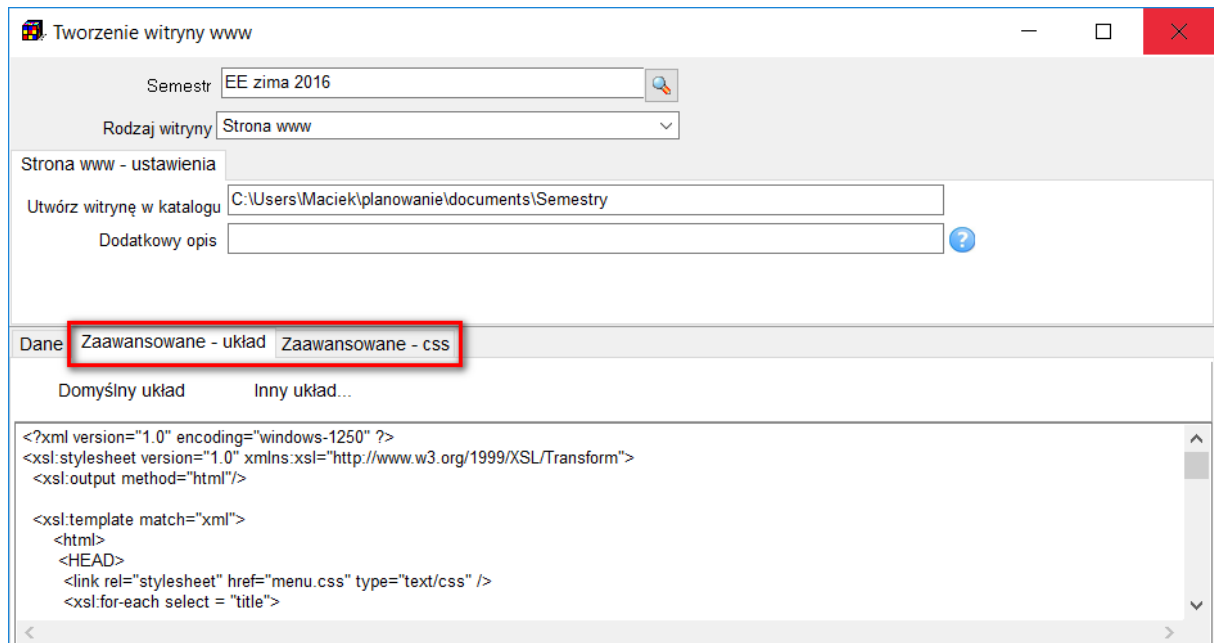 Tworzenie witryny www
Semestr EE zima 2016
Rodzaj witryny Strona www
Strona www - ustawienia
Utwórz witrynę w katalogu C:\Users\Maciek\planowanie\documents\Semestry
Dodatkowy opis
Dane Zaawansowane - układ Zaawansowane - css
Domyślny układ Inny układ...
<?xml version="1.0" encoding="windows-1250" ?>
<xsl:stylesheet version="1.0" xmlns:xsl="http://www.w3.org/1999/XSL/Transform">
<xsl:output method="html"/>
<xsl:template match="xml">
<html>
<HEAD>
<link rel="stylesheet" href="menu.css" type="text/css" />
<xsl:for-each select = "title">